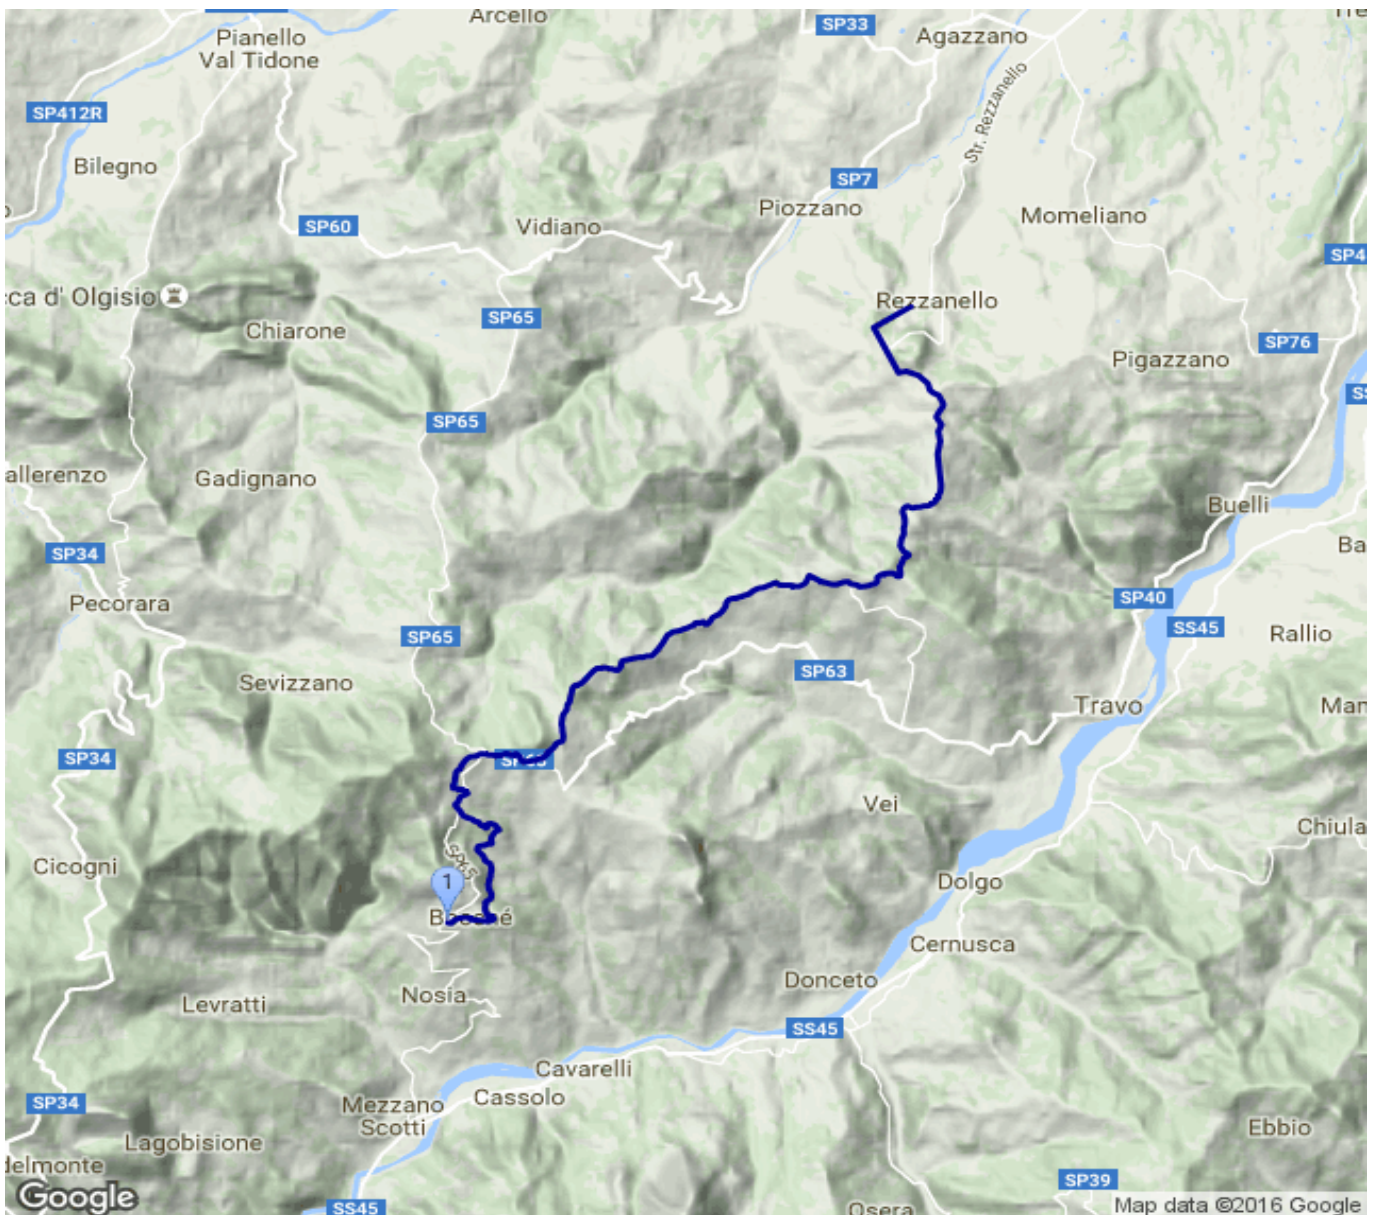 Arcello
SP33
Agazzano
Pianello
Val Tidone
SP412R
Str. Rezzanello
Bilegno
SP7
Piozzano
Momeliano
SP60
Vidiano
SP4
ca d' Olgisio
Rezzanello
SP65
Chiarone
SP76
Pigazzano
SP65
allerenzo
Gadignano
Buelli
SP34
Ba
Pecorara
SP40
SP65
SS45
Rallio
Sevizzano
SP63
Travo
Man
SP34
Vei
Chiula
SP65
Cicogni
1
Dolgo
Cernusca
Donceto
Nosia
Levratti
SS45
Cavarelli
Cassolo
SP34
Mezzano
Scotti
Lagobisione
Ebbio
delmonte
SP39
Google
SS45
Osera
Map data ©2016 Google